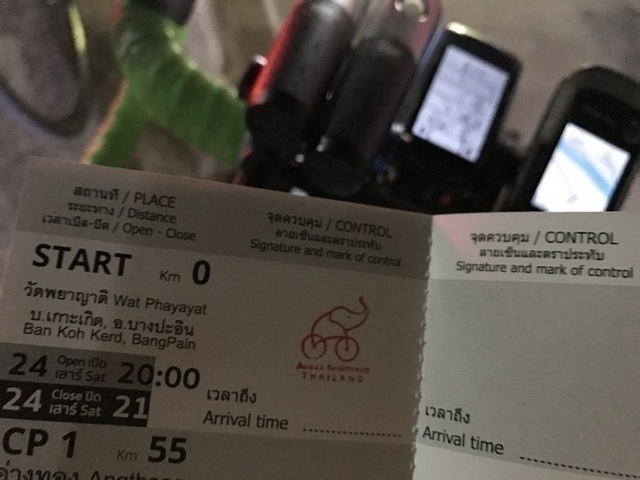 สถานที่ / PLACE
ระยะทาง / Distance
เวลาเปิด-ปิด / Open - Close
จุดควบคุม / CONTROL
ลายเซ็นและตราประทับ
Signature and mark of control
START Km 0
วัดพยาญาติ Wat Phayayat
บ.เกาะเกิด, อ.บางปะอิน
Ban Koh Kerd, BangPain
24 Open เปิด เสาร์ Sat 20:00
24 Close ปิด เสาร์ Sat 21
THAILAND
เวลาถึง
Arrival time
CP 1 Km 55
อ่างทอง
จุดควบคุม / CONTROL
ลายเซ็นและตราประทับ
Signature and mark of control
เวลาถึง
Arrival time